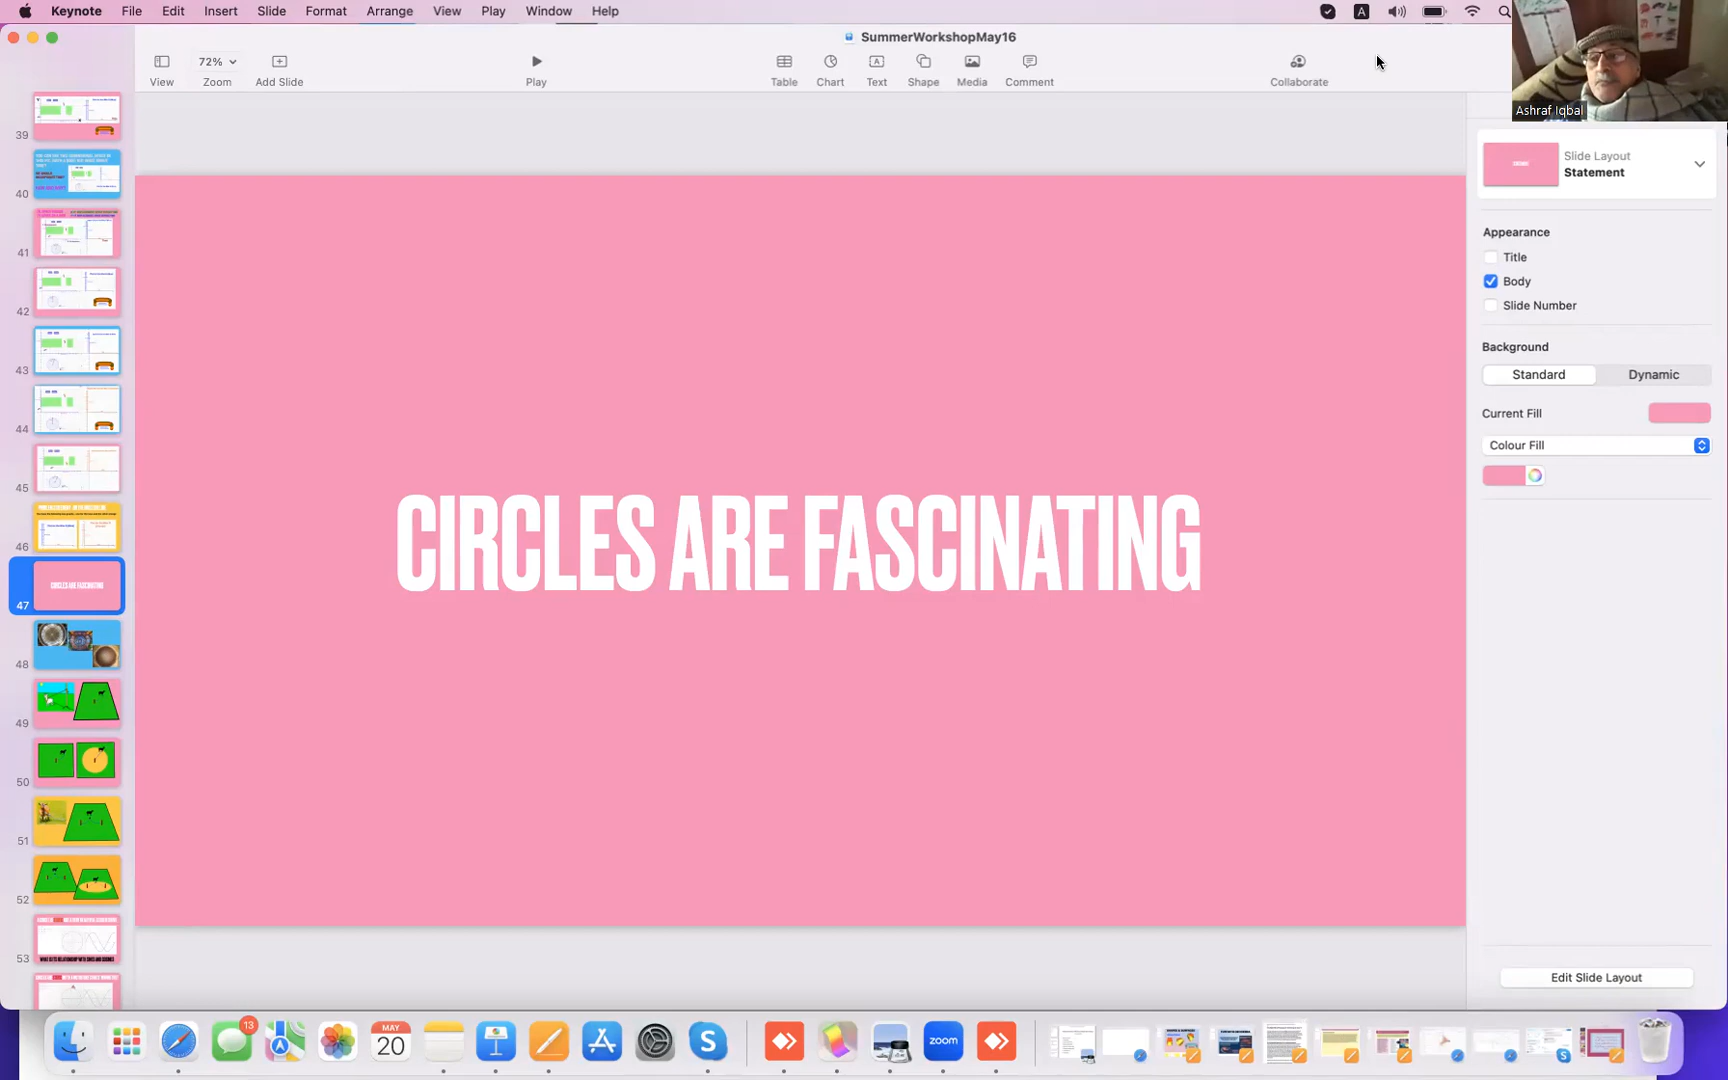 Keynote File Edit Insert Slide Format Arrange View Play Window Help
A
SummerWorkshopMay16
72%
View Zoom Add Slide Play Table Chart Text Shape Media Comment Collaborate
Ashraf Iqbal
Slide Layout
Statement
Appearance
Title
Body
Slide Number
Background
Standard Dynamic
Current Fill
Colour Fill
Edit Slide Layout
39
40
41
42
43
44
45
46
47
CIRCLES ARE FASCINATING
48
49
50
51
52
53
CIRCLES ARE FASCINATING
13
MAY
20
zoom